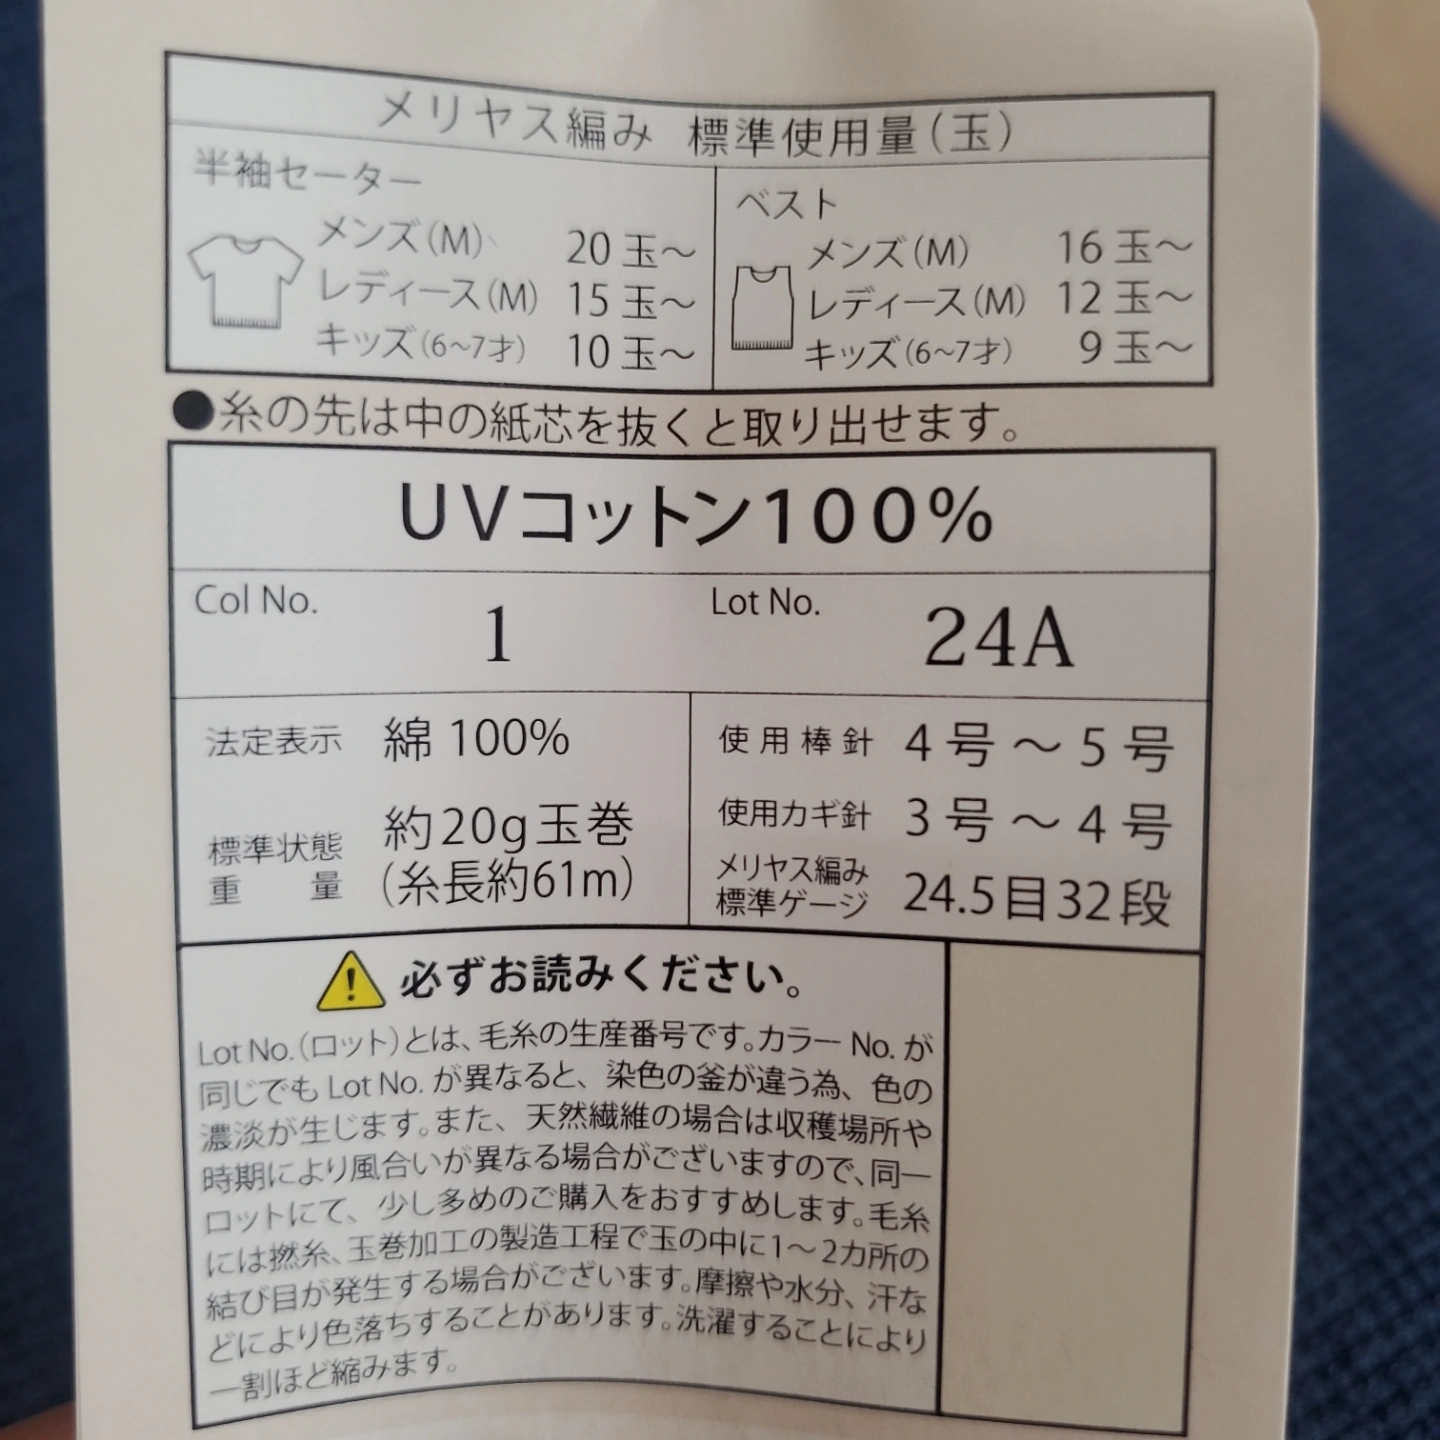 メリヤス編み 標準使用量（玉）
半袖セーター
メンズ（M） 20 玉～
レディース（M） 15 玉～
キッズ（6～7才） 10 玉～
ベスト
メンズ（M） 16 玉～
レディース（M） 12 玉～
キッズ（6～7才） 9 玉～
●糸の先は中の紙芯を抜くと取り出せます。
UVコットン100%
Col No. 1 Lot No. 24A
法定表示 綿 100%
標準状態重量 約20g玉巻
（糸長約61m）
使用棒針 4号～5号
使用カギ針 3号～4号
メリヤス編み
標準ゲージ 24.5目32段
必ずお読みください。
Lot No.（ロット）とは、毛糸の生産番号です。カラー No. が
同じでも Lot No. が異なると、染色の釜が違う為、色の
濃淡が生じます。また、天然繊維の場合は収穫場所や
時期により風合いが異なる場合がございますので、同一
ロットにて、少し多めのご購入をおすすめします。毛糸
には撚糸、玉巻加工の製造工程で玉の中に1～2カ所の
結び目が発生する場合がございます。摩擦や水分、汗な
どにより色落ちすることがあります。洗濯することにより
一割ほど縮みます。